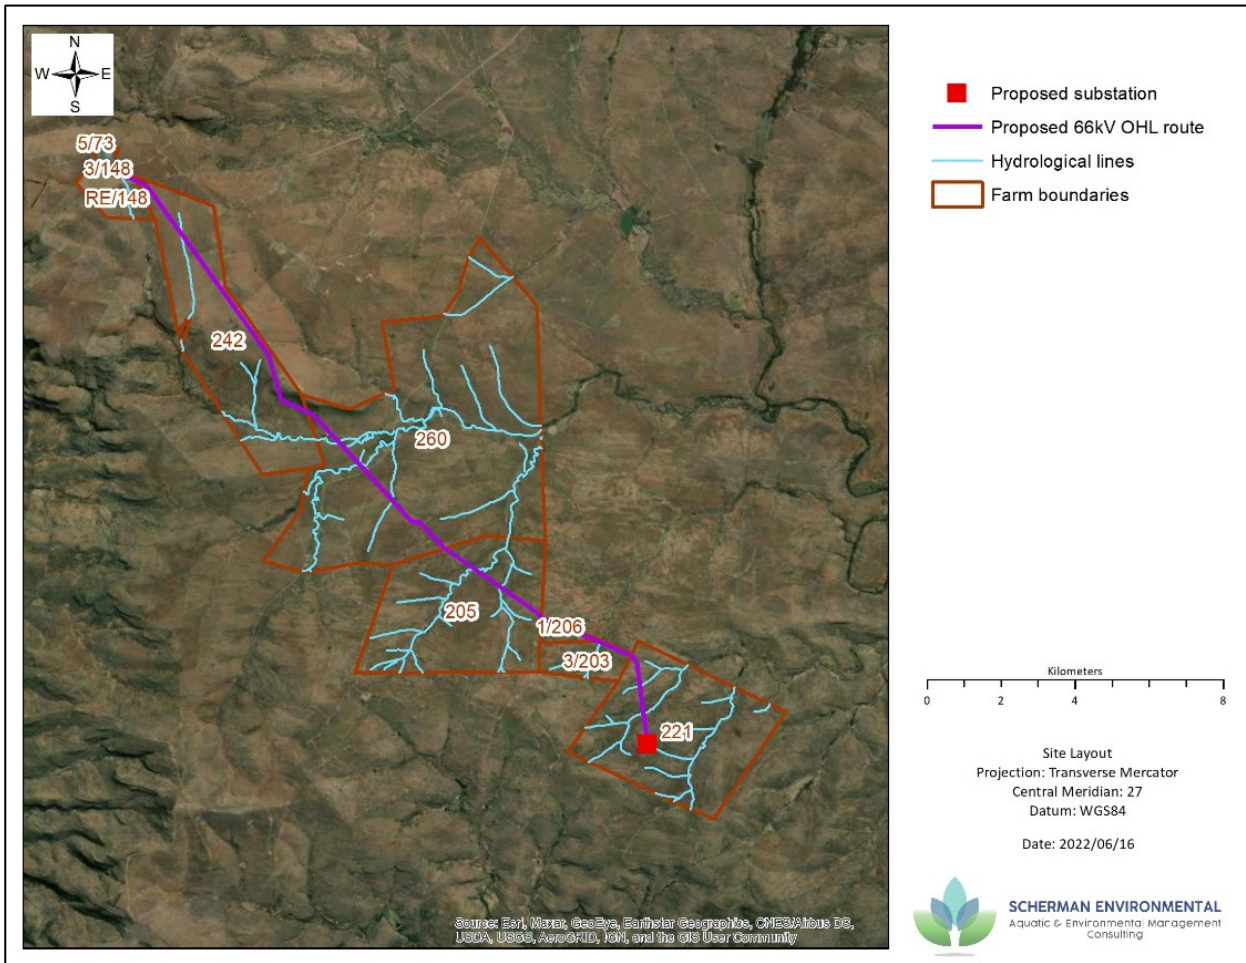 N
W E
S
5/73
3/148
RE/148
242
260
205
1/206
3/203
221
Source: Esri, Maxar, GeoEye, Earthstar Geographics, CNES/Airbus DS,
USDA, USGS, AeroGRID, IGN, and the GIS User Community
Proposed substation
Proposed 66kV OHL route
Hydrological lines
Farm boundaries
Kilometers
0 2 4 8
Site Layout
Projection: Transverse Mercator
Central Meridian: 27
Datum: WGS84
Date: 2022/06/16
SCHERMAN ENVIRONMENTAL
Aquatic & Environmental Management
Consulting